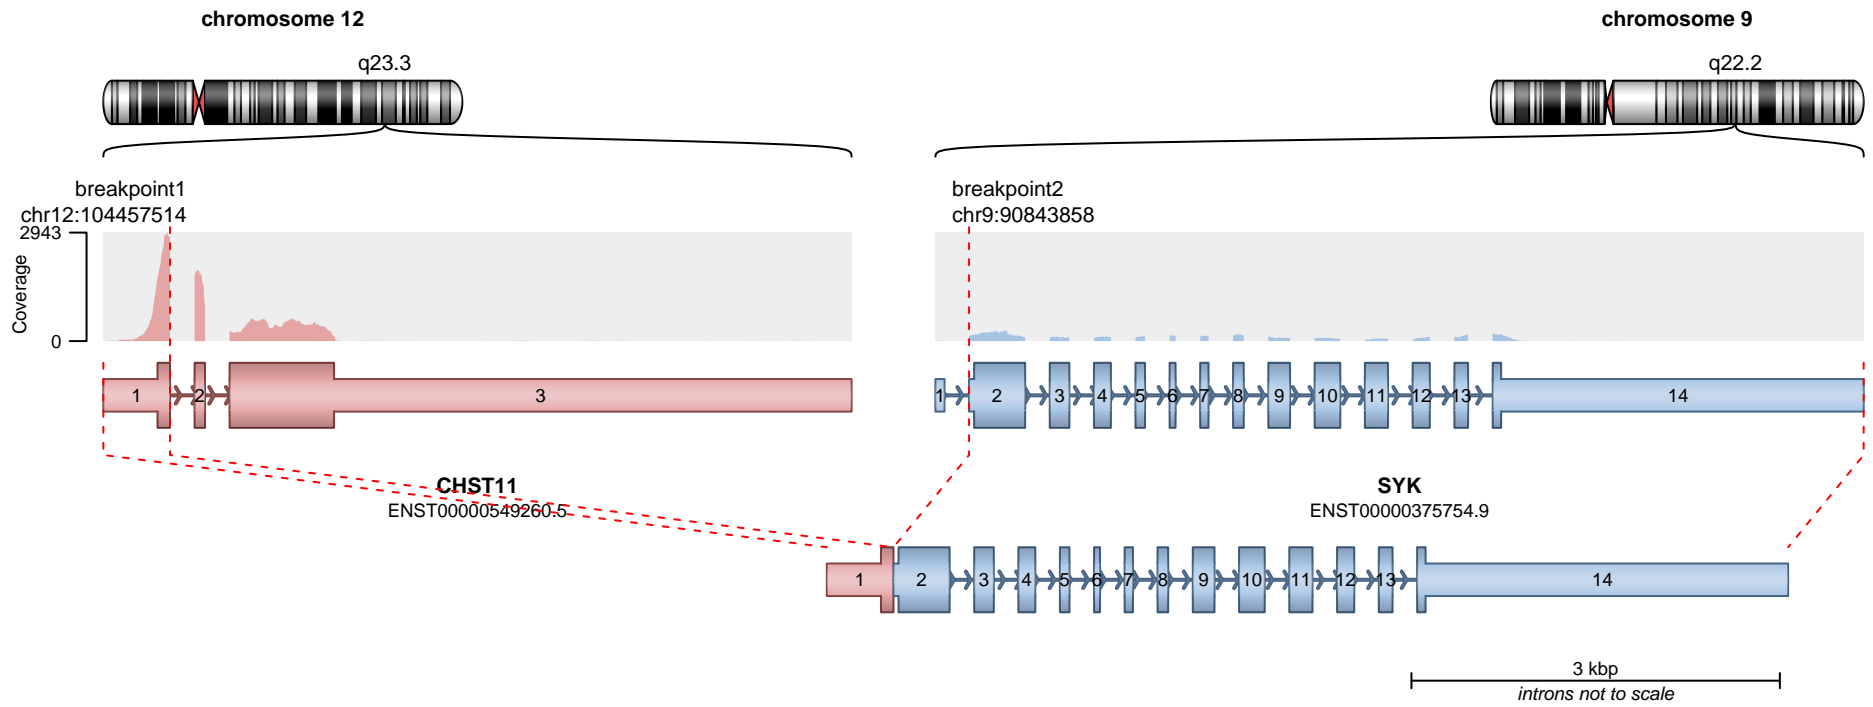 chromosome 12
chromosome 9
q23.3
q22.2
breakpoint1
chr12:104457514
breakpoint2
chr9:90843858
2943
Coverage
0
1 2 3
1 2 3 4 5 6 7 8 9 10 11 12 13 14
CHST11
ENST00000549260.5
SYK
ENST00000375754.9
1 2 3 4 5 6 7 8 9 10 11 12 13 14
3 kbp
introns not to scale